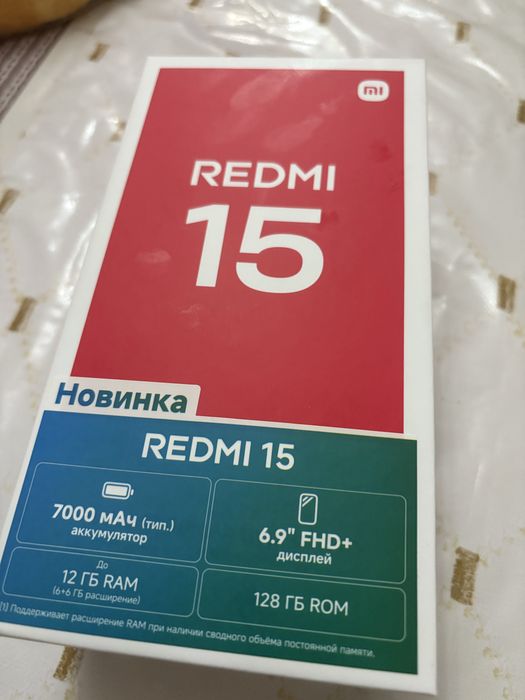 mi
REDMI
15
Новинка
REDMI 15
7000 мАч (тип.)
аккумулятор
6.9" FHD+
дисплей
До
12 ГБ RAM
(6+6 ГБ расширение)
128 ГБ ROM
[1] Поддерживает расширение RAM при наличии сводного объёма постоянной памяти.